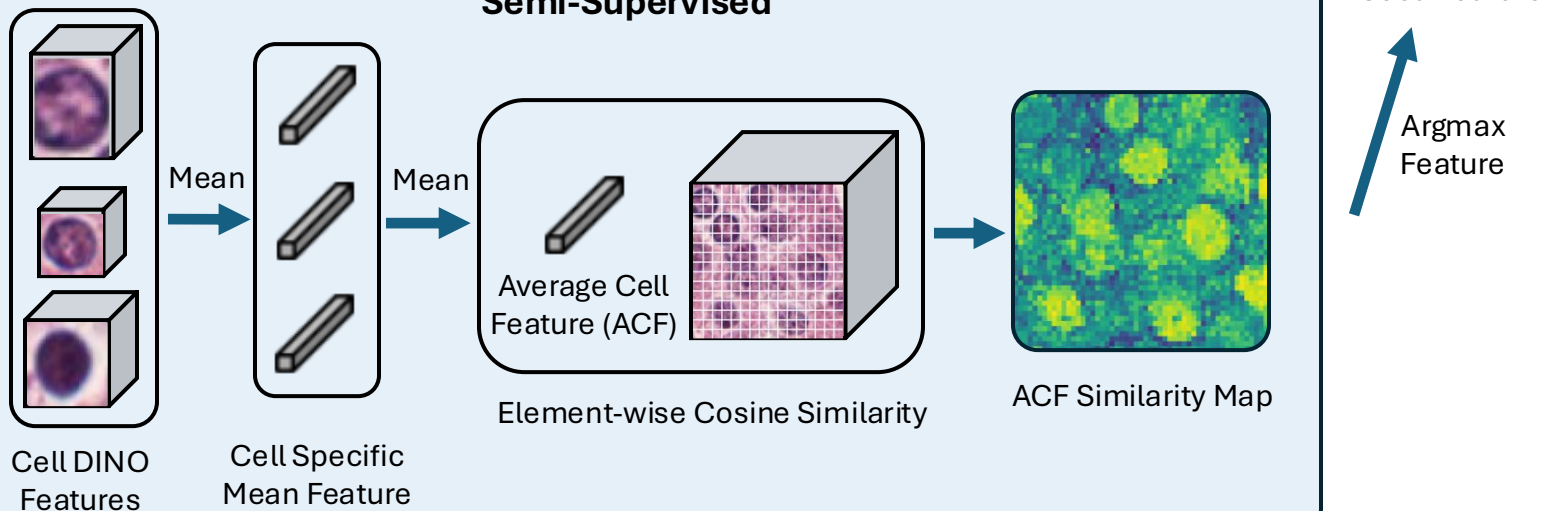 Semi-Supervised
Mean
Mean
Argmax
Feature
Average Cell
Feature (ACF)
Element-wise Cosine Similarity
ACF Similarity Map
Cell DINO
Features
Cell Specific
Mean Feature